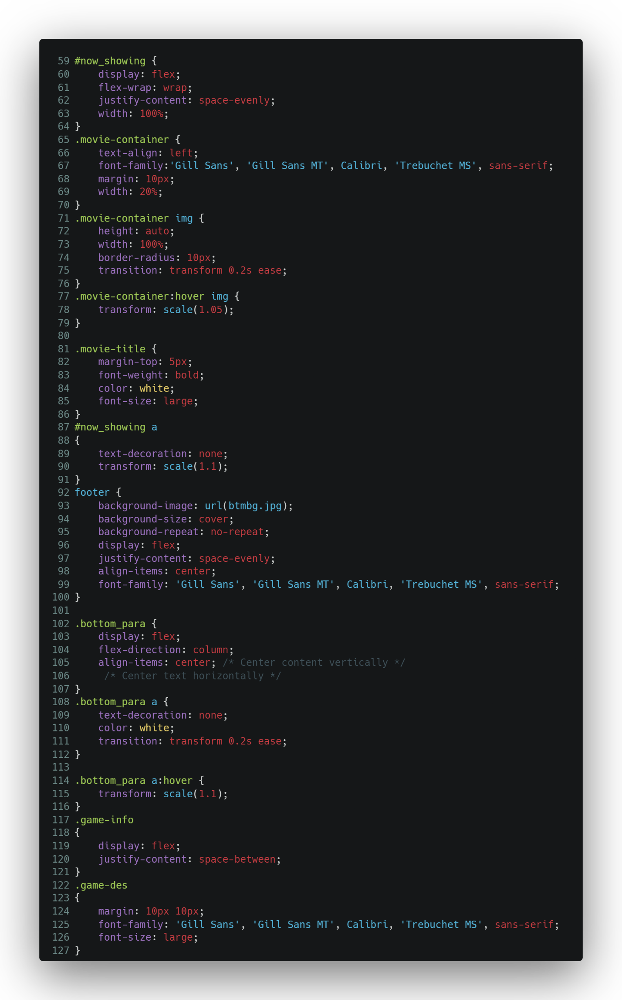 59 #now_showing {
60     display: flex;
61     flex-wrap: wrap;
62     justify-content: space-evenly;
63     width: 100%;
64 }
65 .movie-container {
66     text-align: left;
67     font-family:'Gill Sans', 'Gill Sans MT', Calibri, 'Trebuchet MS', sans-serif;
68     margin: 10px;
69     width: 20%;
70 }
71 .movie-container img {
72     height: auto;
73     width: 100%;
74     border-radius: 10px;
75     transition: transform 0.2s ease;
76 }
77 .movie-container:hover img {
78     transform: scale(1.05);
79 }
80
81 .movie-title {
82     margin-top: 5px;
83     font-weight: bold;
84     color: white;
85     font-size: large;
86 }
87 #now_showing a
88 {
89     text-decoration: none;
90     transform: scale(1.1);
91 }
92 footer {
93     background-image: url(btmbg.jpg);
94     background-size: cover;
95     background-repeat: no-repeat;
96     display: flex;
97     justify-content: space-evenly;
98     align-items: center;
99     font-family: 'Gill Sans', 'Gill Sans MT', Calibri, 'Trebuchet MS', sans-serif;
100 }
101
102 .bottom_para {
103     display: flex;
104     flex-direction: column;
105     align-items: center; /* Center content vertically */
106      /* Center text horizontally */
107 }
108 .bottom_para a {
109     text-decoration: none;
110     color: white;
111     transition: transform 0.2s ease;
112 }
113
114 .bottom_para a:hover {
115     transform: scale(1.1);
116 }
117 .game-info
118 {
119     display: flex;
120     justify-content: space-between;
121 }
122 .game-des
123 {
124     margin: 10px 10px;
125     font-family: 'Gill Sans', 'Gill Sans MT', Calibri, 'Trebuchet MS', sans-serif;
126     font-size: large;
127 }